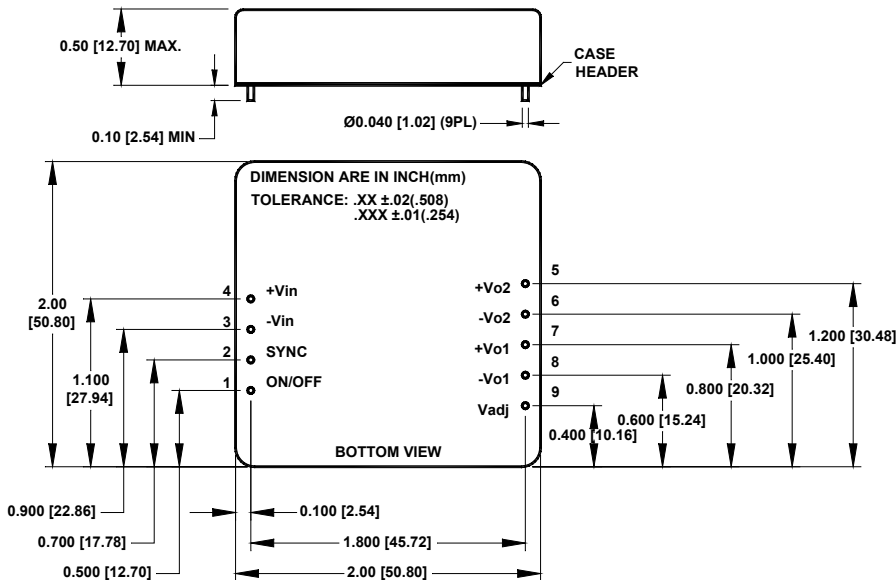 0.50 [12.70] MAX.
CASE
HEADER
0.10 [2.54] MIN
Ø0.040 [1.02] (9PL)
DIMENSION ARE IN INCH(mm)
TOLERANCE: .XX ±.02(.508)
.XXX ±.01(.254)
2.00
[50.80]
4 +Vin
3 -Vin
2 SYNC
1 ON/OFF
+Vo2 5
-Vo2 6
+Vo1 7
-Vo1 8
Vadj 9
1.200 [30.48]
1.000 [25.40]
0.800 [20.32]
0.600 [15.24]
0.400 [10.16]
1.100
[27.94]
BOTTOM VIEW
0.900 [22.86]
0.100 [2.54]
0.700 [17.78]
1.800 [45.72]
0.500 [12.70]
2.00 [50.80]